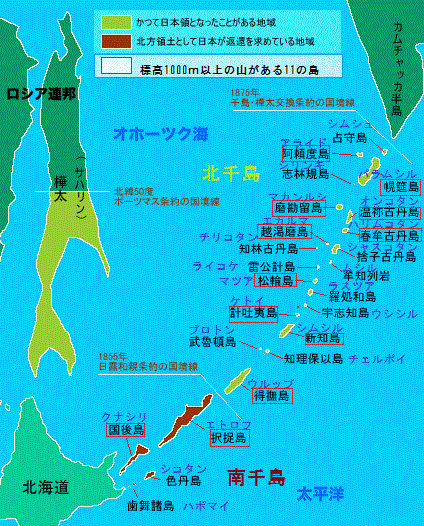 かつて日本領となったことがある地域
北方領土として日本が返還を求めている地域
標高1000m以上の山がある11の島
カムチャッカ半島
ロシア連邦
1875年
千島・樺太交換条約の国境線
オホーツク海
シムシュ
占守島
アライド
阿頼度島
シリンキ
志林規島
北千島
パラムシル
幌筵島
樺太
(サハリン)
北緯50度
ポーツマス条約の国境線
マカンルシ
磨勘留島
オンコタン
温祢古丹島
エカルマ
越渇磨島
ハリムコタン
春牟古丹島
チリコタン
知林古丹島
シャスコタン
捨子古丹島
ムシル
牟知列岩
ライコケ
雷公計島
マツア
松輪島
ラスツア
羅処和島
ケトイ
計吐夷島
宇志知島 ウシシル
ブロトン
武魯頓島
シムシル
新知島
1855年
日露和親条約の国境線
知理保以島 チェルポイ
ウルップ
得撫島
クナシリ
国後島
エトロフ
択捉島
シコタン
色丹島
南千島
北海道
太平洋
歯舞諸島 ハボマイ